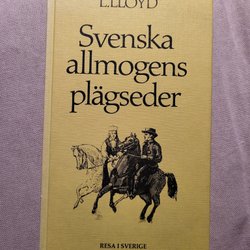 L. LLOYD
Svenska
allmogens
plägseder
RESA I SVERIGE